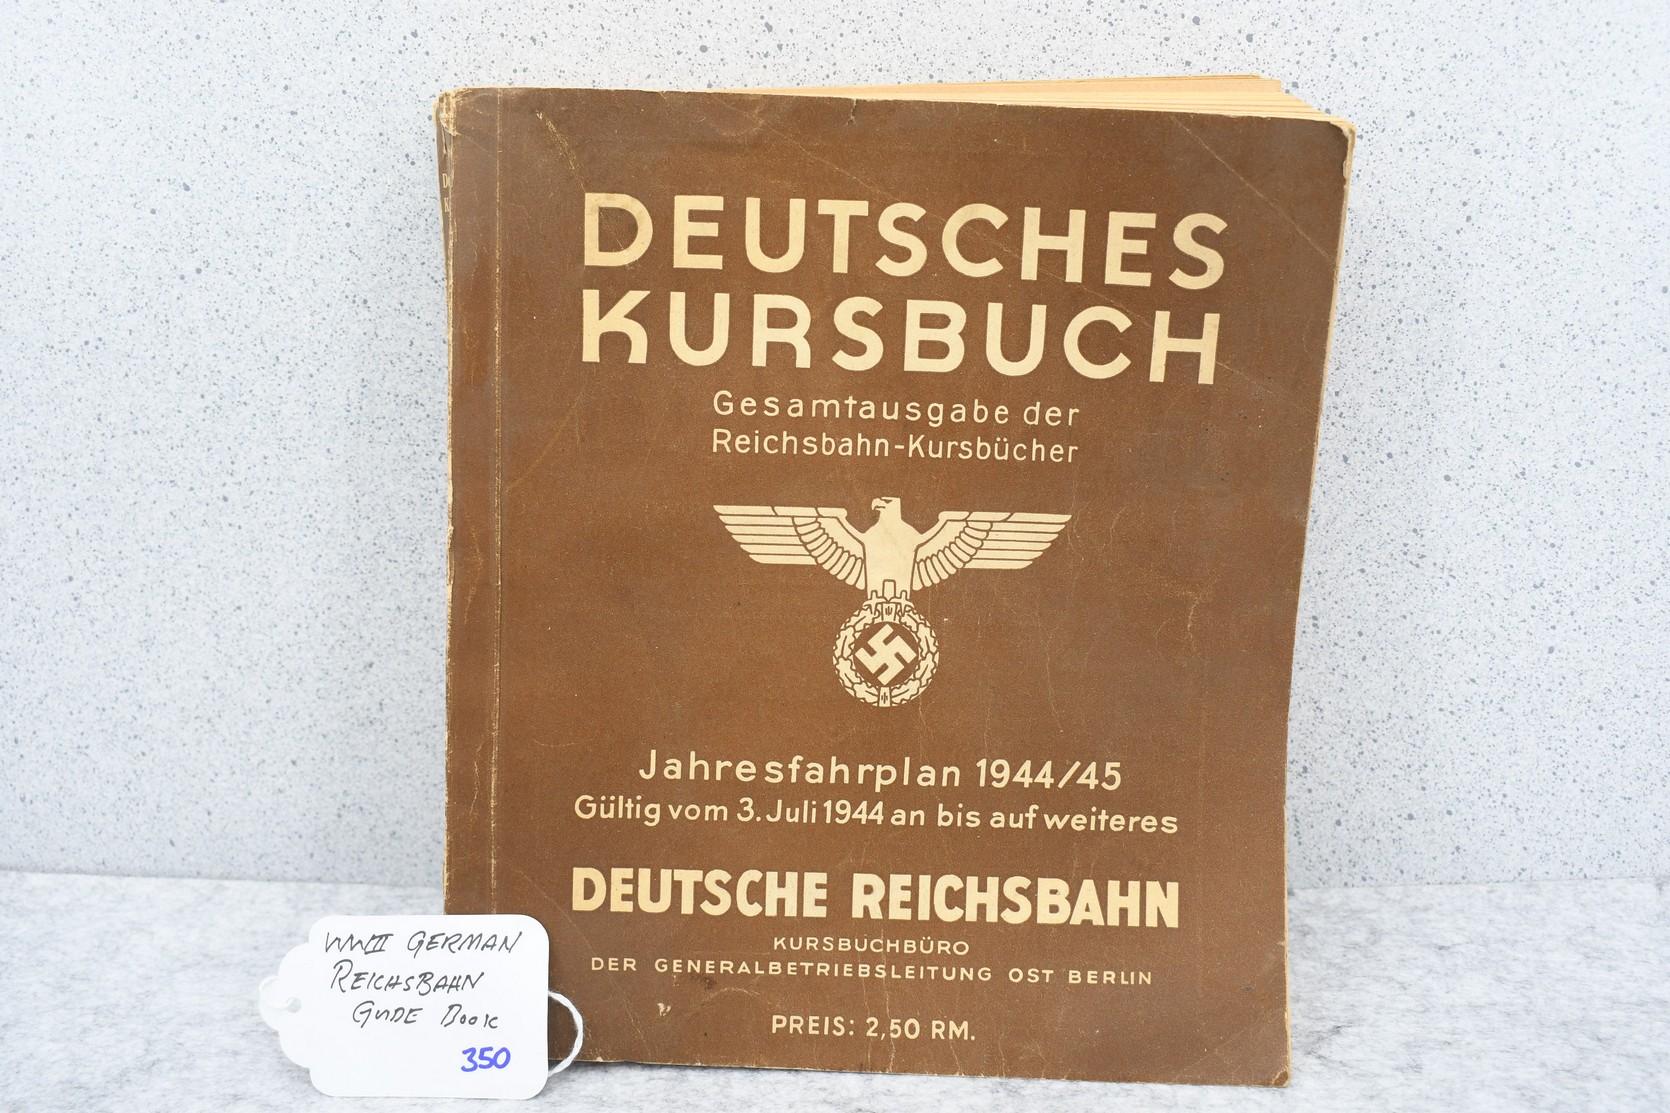 DEUTSCHES
KURSBUCH
Gesamtausgabe der
Reichsbahn-Kursbücher
Jahresfahrplan 1944/45
Gültig vom 3. Juli 1944 an bis auf weiteres
DEUTSCHE REICHSBAHN
KURSBUCHBÜRO
DER GENERALBETRIEBSLEITUNG OST BERLIN
PREIS: 2,50 RM.
WWII GERMAN
REICHSBAHN
GUIDE BOOK
350